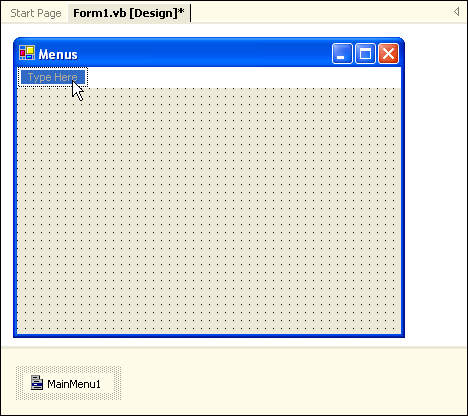 Start Page Form1.vb [Design]*
Menus
Type Here
MainMenu1